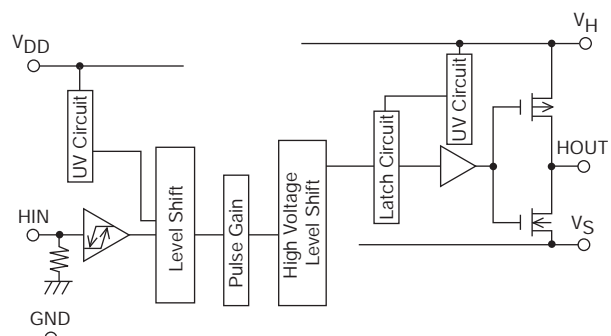 VDD
VH
UV Circuit
UV Circuit
Latch Circuit
HOUT
HIN
Level Shift
Pulse Gain
High Voltage
Level Shift
VS
GND